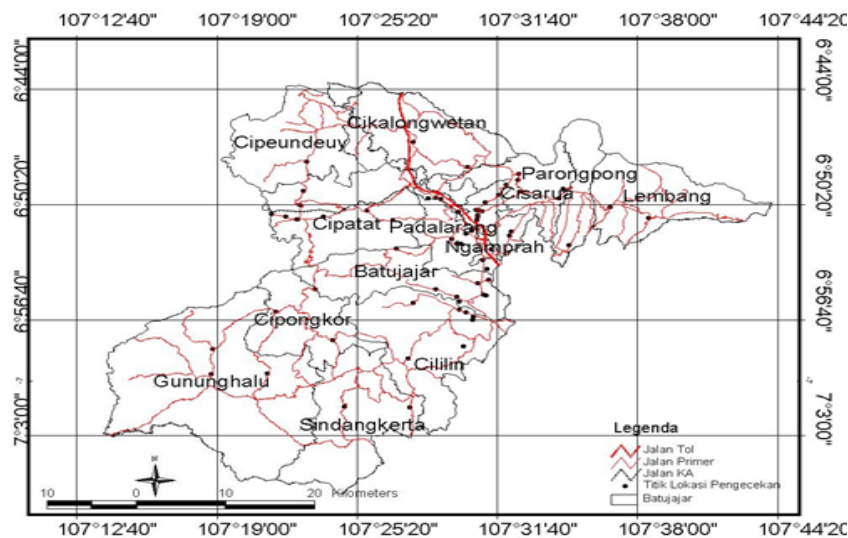 107°12'40" 107°19'00" 107°25'20" 107°31'40" 107°38'00" 107°44'20"
6°44'00" 6°44'00"
Cikalongwetan
Cipeundeuy
Parongpong
6°50'20" Cisarua Lembang 6°50'20"
Cipatat Padalarang
Ngamprah
Batujajar
6°56'40" Cipongkor 6°56'40"
Cililin
Gununghalu
Sindangkerta
7°3'00" 7°3'00"
Legenda
Jalan Tol
Jalan Primer
Jalan KA
Titik Lokasi Pengecekan
Batujajar
N
10 0 10 20 Kilometers
107°12'40" 107°19'00" 107°25'20" 107°31'40" 107°38'00" 107°44'20"